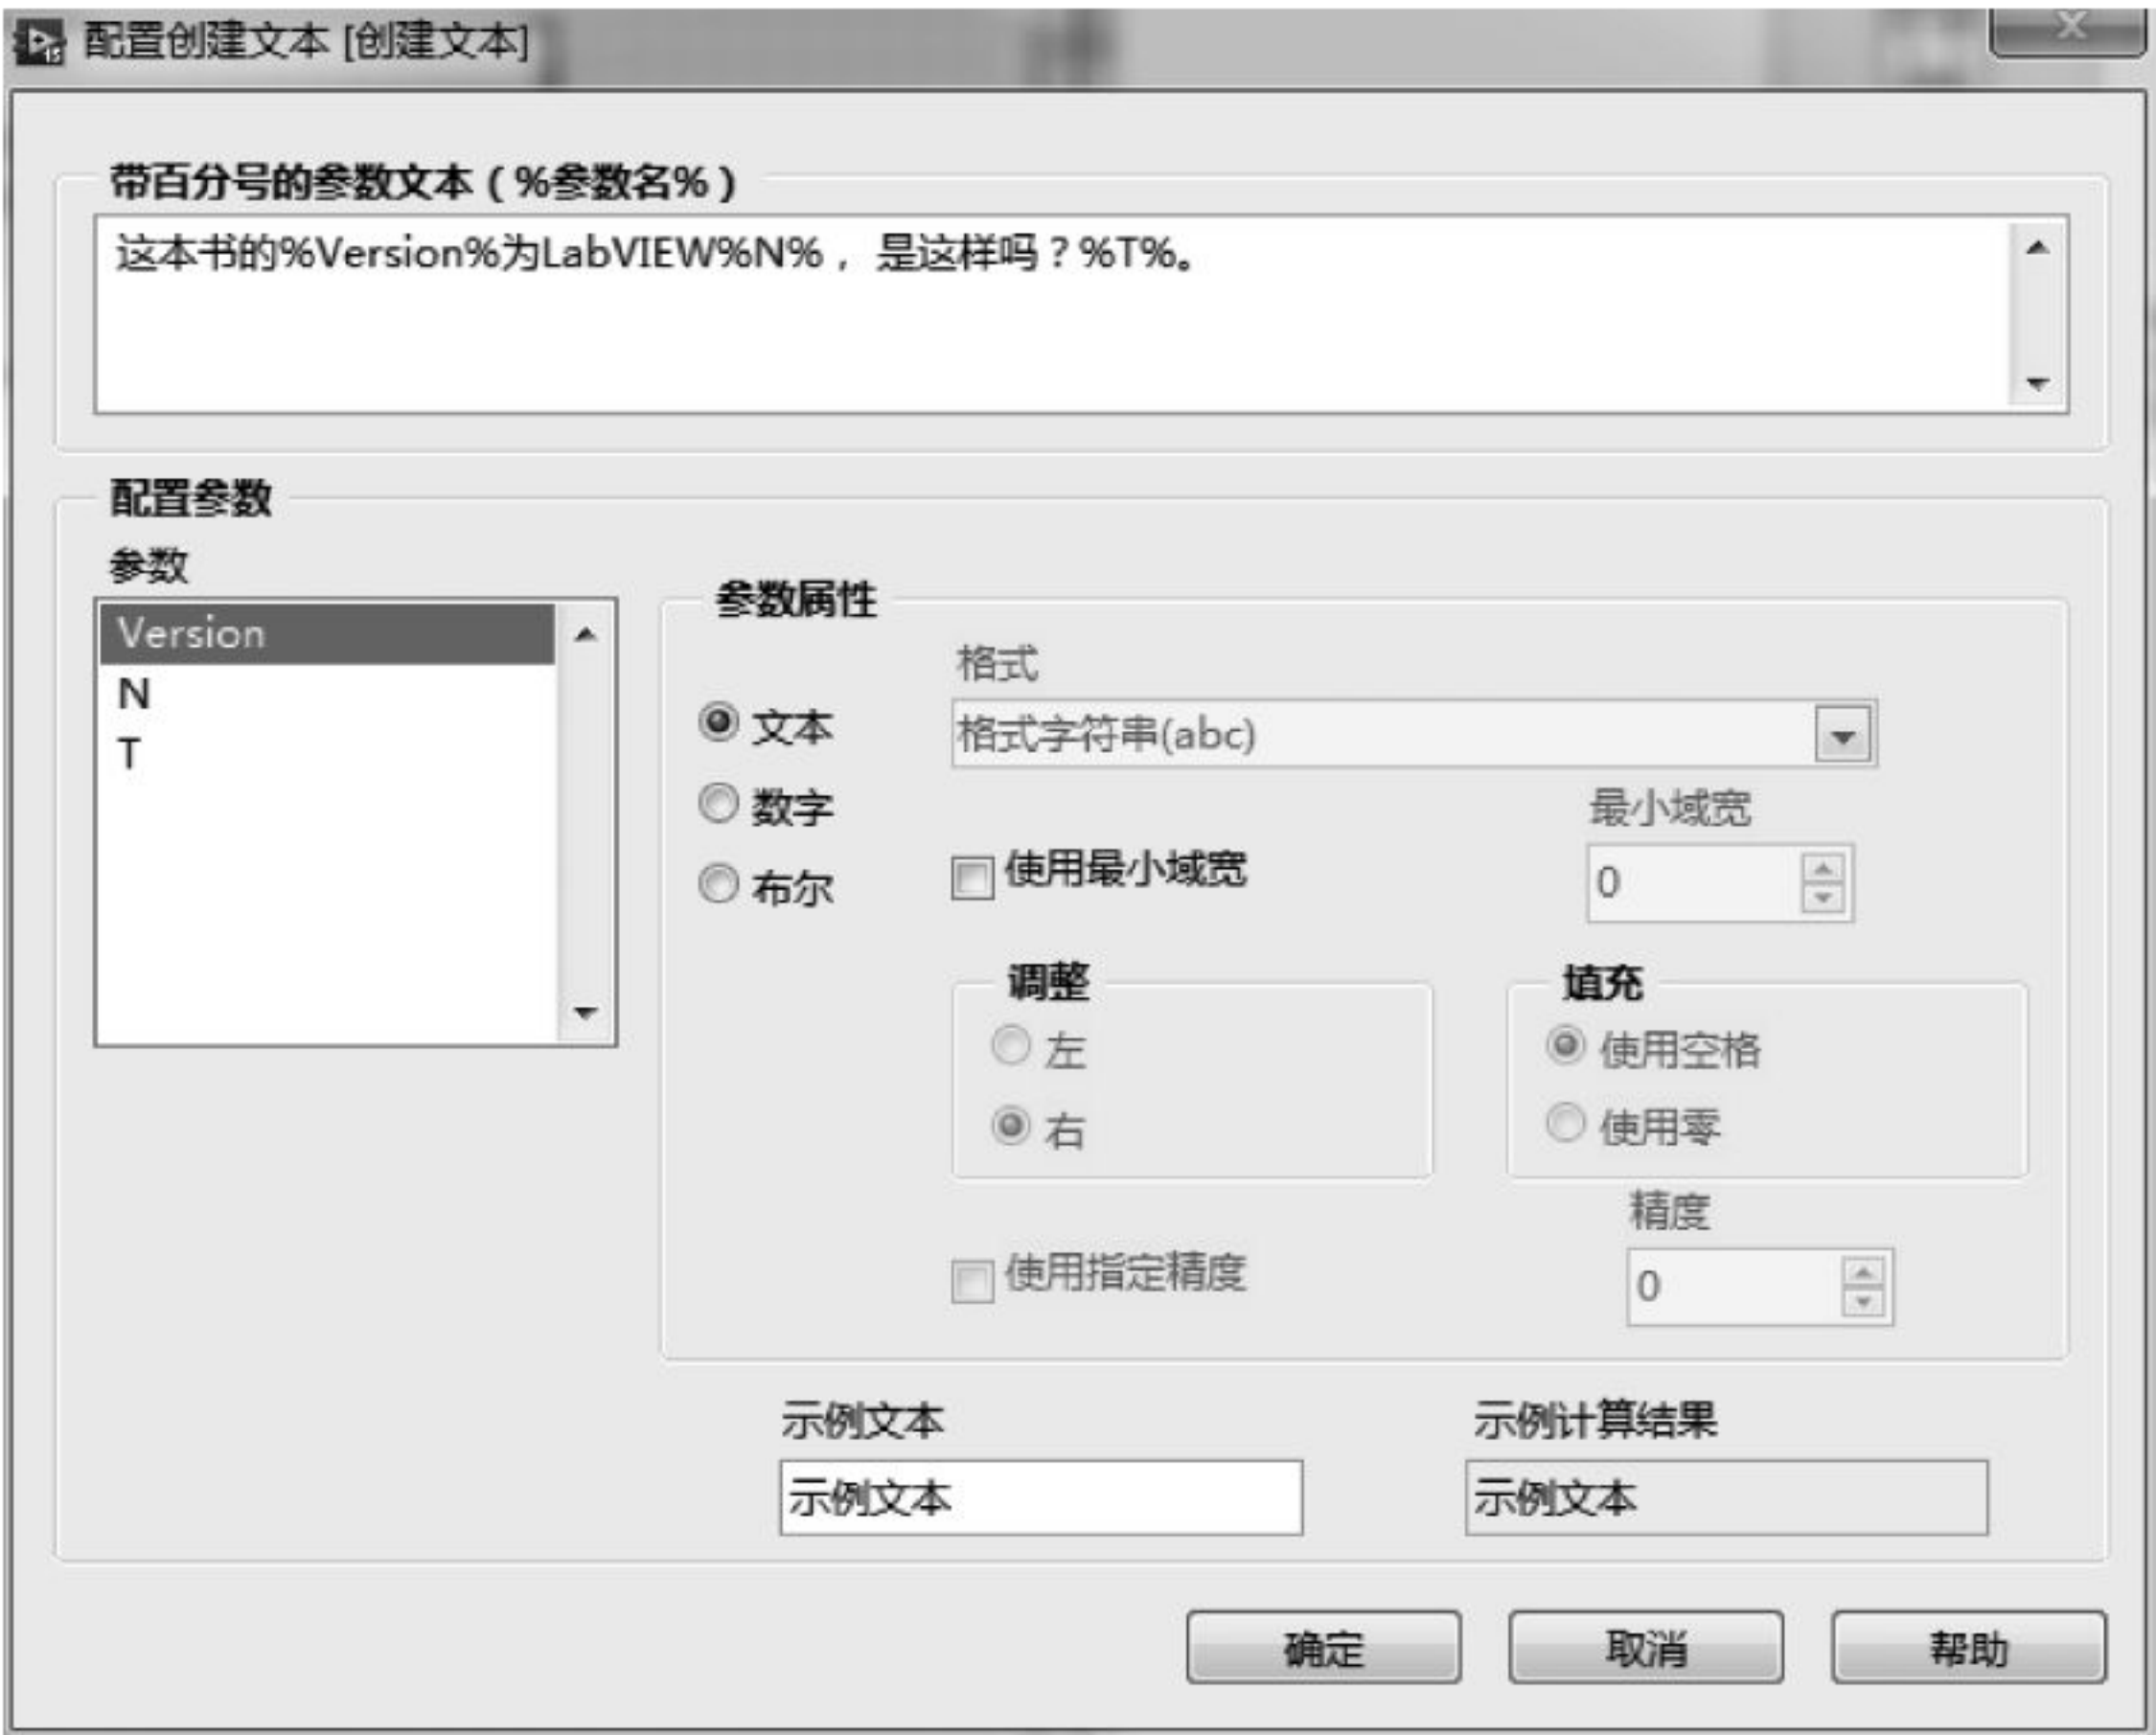 配置创建文本 [创建文本]
带百分号的参数文本（%参数名%）
这本书的%Version%为LabVIEW%N%，是这样吗？%T%。
配置参数
参数
Version
N
T
参数属性
格式
文本
格式字符串(abc)
数字
最小域宽
布尔
使用最小域宽
0
调整
填充
左
使用空格
右
使用零
精度
使用指定精度
0
示例文本
示例计算结果
示例文本
示例文本
确定
取消
帮助